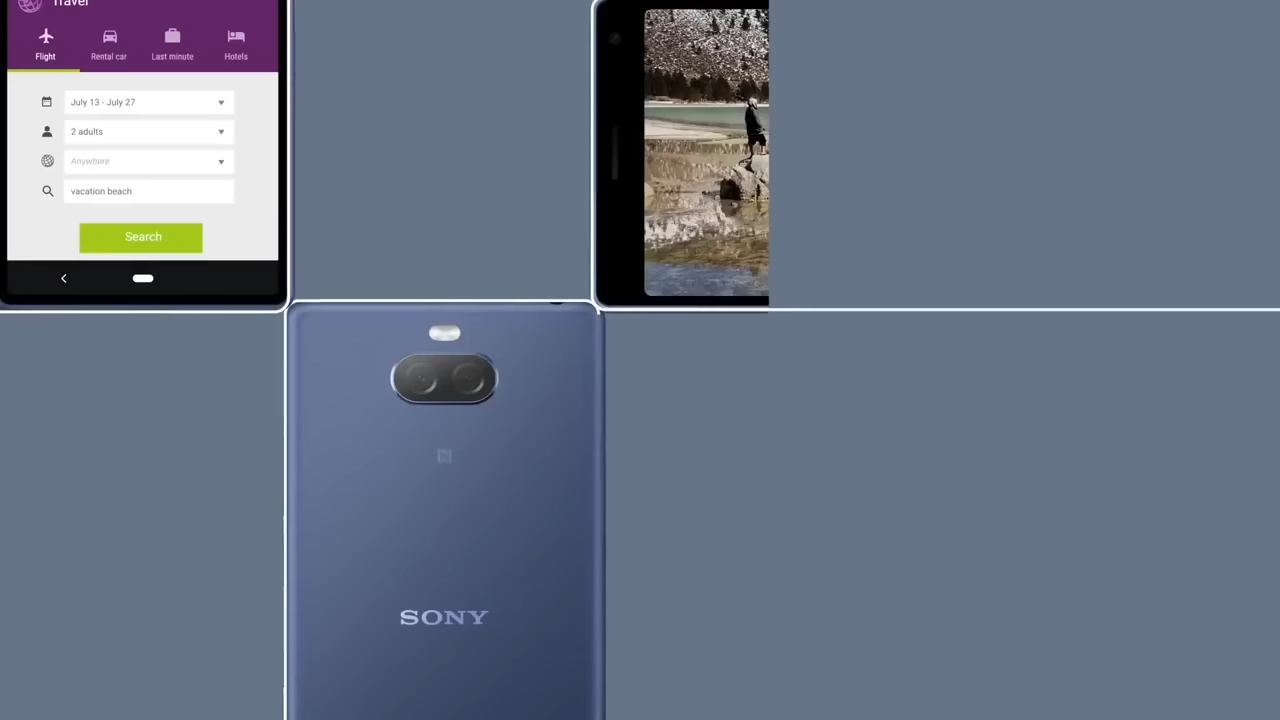 Travel
Flight Rental car Last minute Hotels
July 13 - July 27
2 adults
Anywhere
vacation beach
Search
SONY